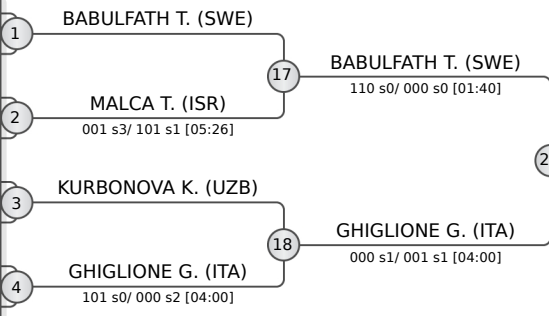 BABULFATH T. (SWE)
1
17
BABULFATH T. (SWE)
110 s0/ 000 s0 [01:40]
MALCA T. (ISR)
2
001 s3/ 101 s1 [05:26]
2
KURBONOVA K. (UZB)
3
18
GHIGLIONE G. (ITA)
000 s1/ 001 s1 [04:00]
GHIGLIONE G. (ITA)
4
101 s0/ 000 s2 [04:00]